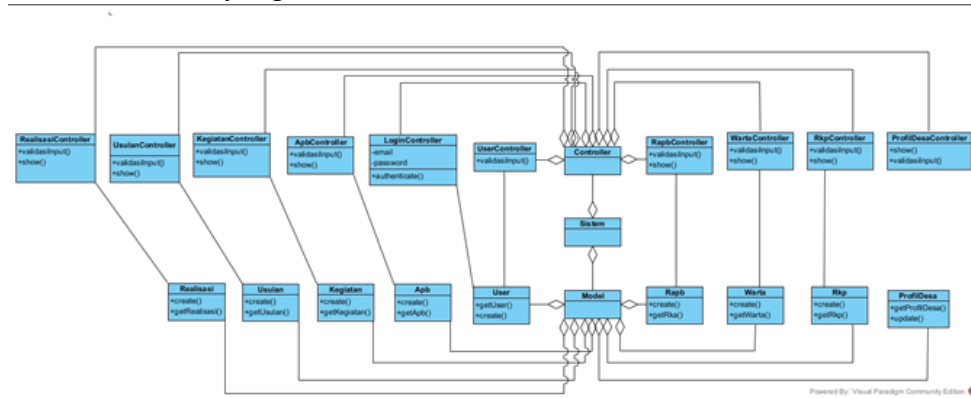 RealisasiController
+validasiInput()
+show()
UsulanController
+validasiInput()
+show()
KegiatanController
+validasiInput()
+show()
ApbController
+validasiInput()
+show()
LoginController
-email
-password
+authenticate()
UserController
+validasiInput()
Controller
RapbController
+validasiInput()
+show()
WartaController
+validasiInput()
+show()
RkpController
+validasiInput()
+show()
ProfilDesaController
+show()
+validasiInput()
Sistem
Realisasi
+create()
+getRealisasi()
Usulan
+create()
+getUsulan()
Kegiatan
+create()
+getKegiatan()
Apb
+create()
+getApb()
User
+getUser()
+create()
Model
Rapb
+create()
+getRka()
Warta
+create()
+getWarta()
Rkp
+create()
+getRkp()
ProfilDesa
+getProfilDesa()
+update()
Powered By: Visual Paradigm Community Edition